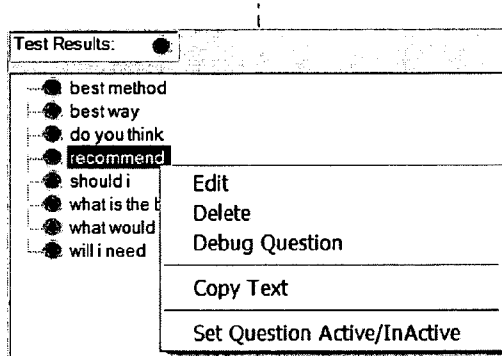 Test Results:
best method
best way
do you think
recommend
should i
what is the b
what would
will i need
Edit
Delete
Debug Question
Copy Text
Set Question Active/InActive